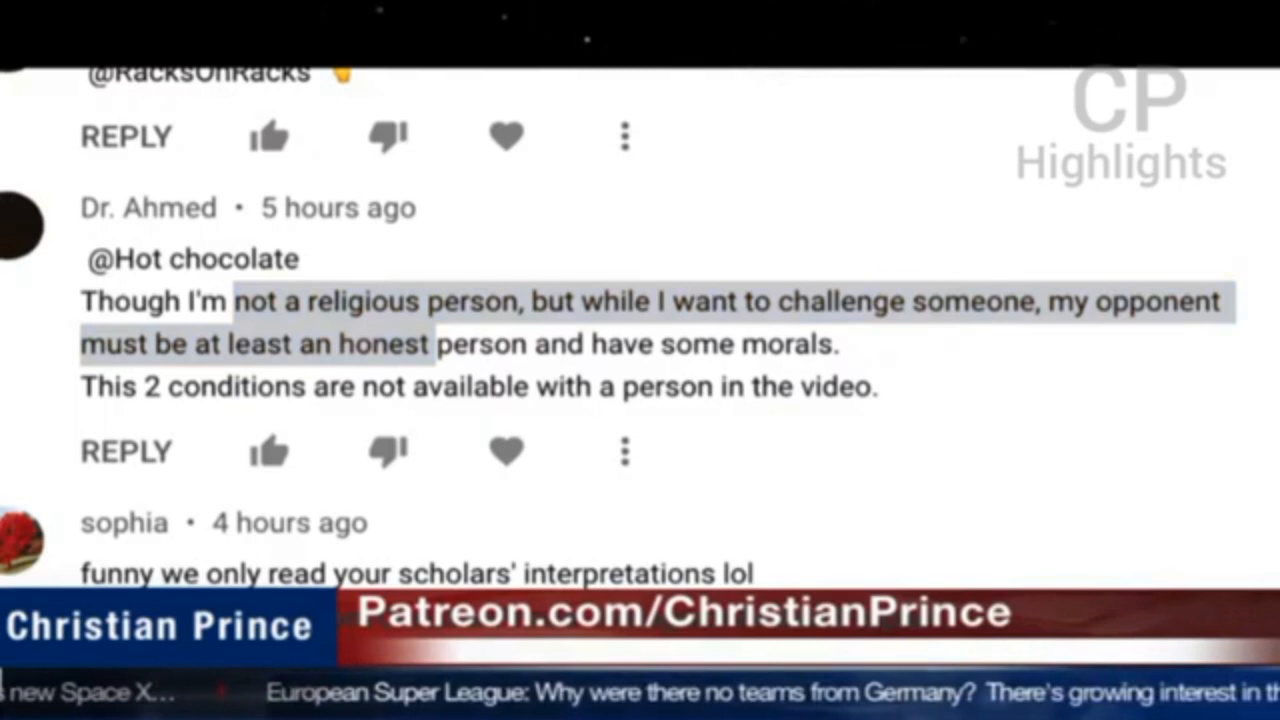 @RacksOnRacks
CP
Highlights
REPLY
Dr. Ahmed • 5 hours ago
@Hot chocolate
Though I'm not a religious person, but while I want to challenge someone, my opponent
must be at least an honest person and have some morals.
This 2 conditions are not available with a person in the video.
REPLY
sophia • 4 hours ago
funny we only read your scholars' interpretations lol
Christian Prince
Patreon.com/ChristianPrince
new Space X... European Super League: Why were there no teams from Germany? There's growing interest in th